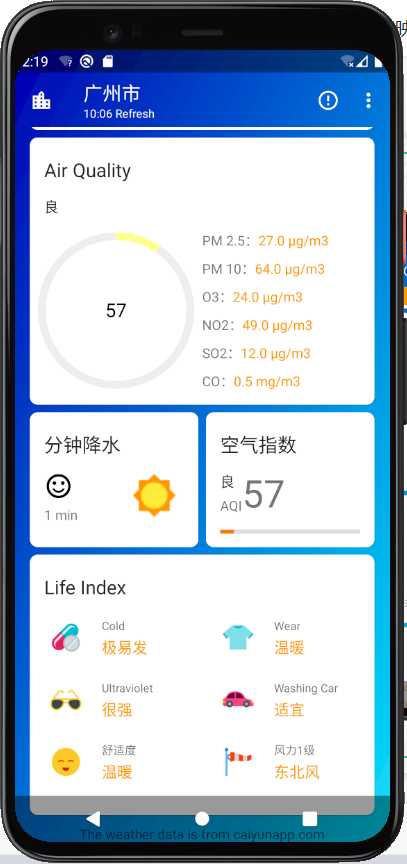 2:19
广州市
10:06 Refresh
Air Quality
良
57
PM 2.5：27.0 μg/m3
PM 10：64.0 μg/m3
O3：24.0 μg/m3
NO2：49.0 μg/m3
SO2：12.0 μg/m3
CO：0.5 mg/m3
分钟降水
1 min
空气指数
良
AQI 57
Life Index
Cold
极易发
Wear
温暖
Ultraviolet
很强
Washing Car
适宜
舒适度
温暖
风力1级
东北风
The weather data is from caiyunapp.com